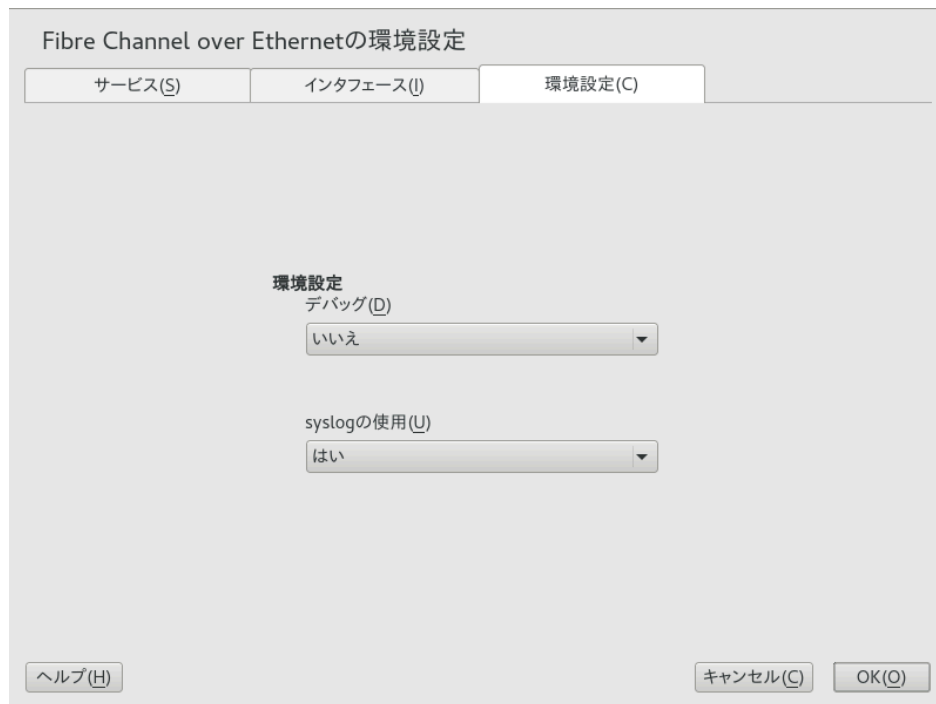 Fibre Channel over Ethernetの環境設定
サービス(S)
インタフェース(I)
環境設定(C)
環境設定
デバッグ(D)
いいえ
syslogの使用(U)
はい
ヘルプ(H)
キャンセル(C)
OK(O)